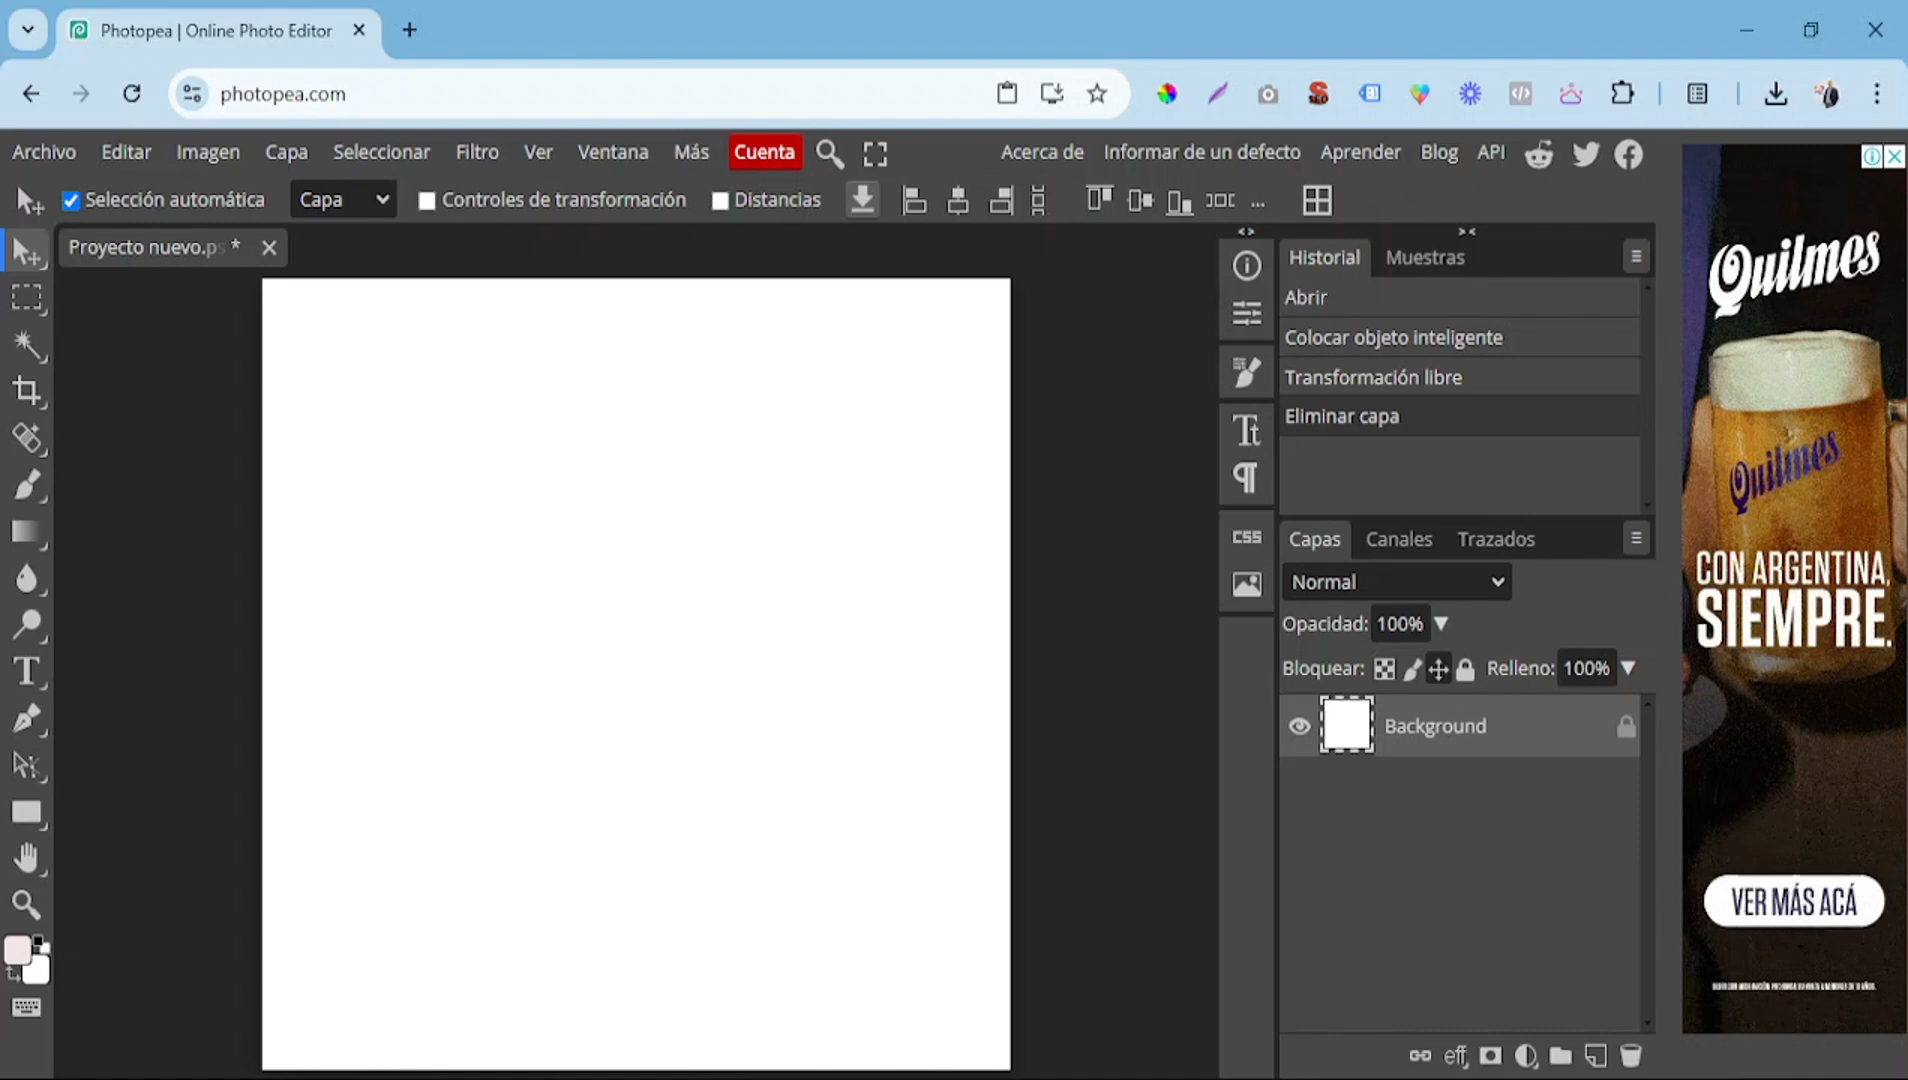 Photopea | Online Photo Editor
photopea.com
Archivo Editar Imagen Capa Seleccionar Filtro Ver Ventana Más Cuenta Acerca de Informar de un defecto Aprender Blog API
Selección automática Capa Controles de transformación Distancias ...
Proyecto nuevo.ps *
Historial Muestras
Abrir
Colocar objeto inteligente
Transformación libre
Eliminar capa
CSS
Capas Canales Trazados
Normal
Opacidad: 100%
Bloquear: Relleno: 100%
Background
eff
Quilmes
Quilmes
CON ARGENTINA,
SIEMPRE.
VER MÁS ACÁ